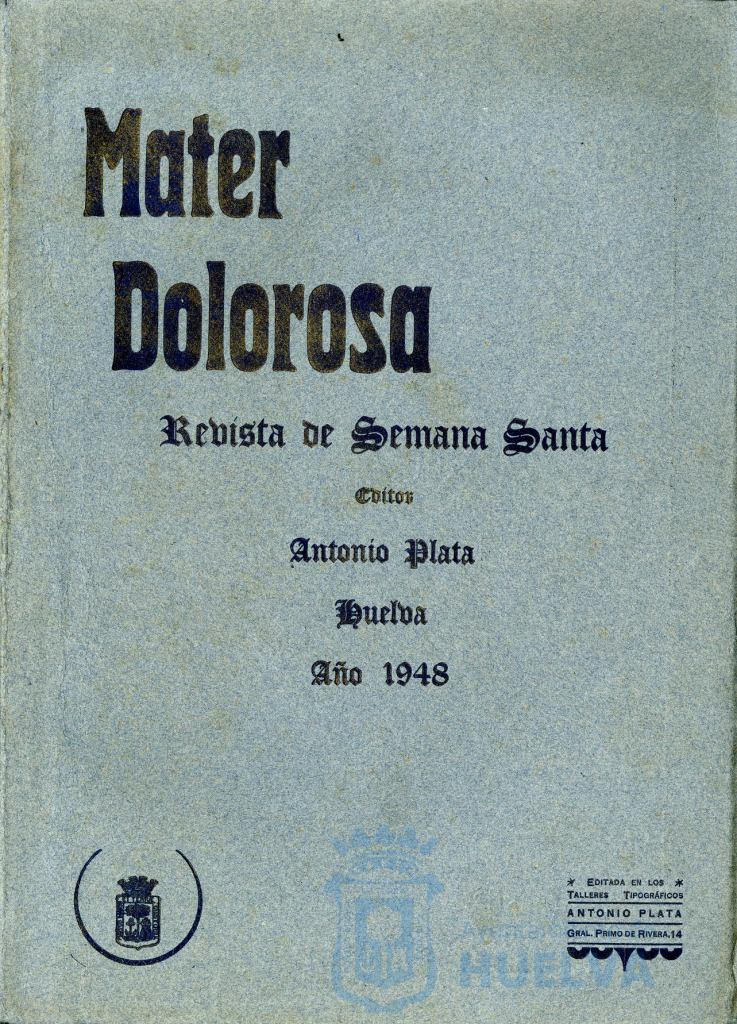 Mater
Dolorosa
Revista de Semana Santa
Editor
Antonio Plata
Huelva
Año 1948
* EDITADA EN LOS *
TALLERES TIPOGRÁFICOS
ANTONIO PLATA
GRAL. PRIMO DE RIVERA, 14
HUELVA